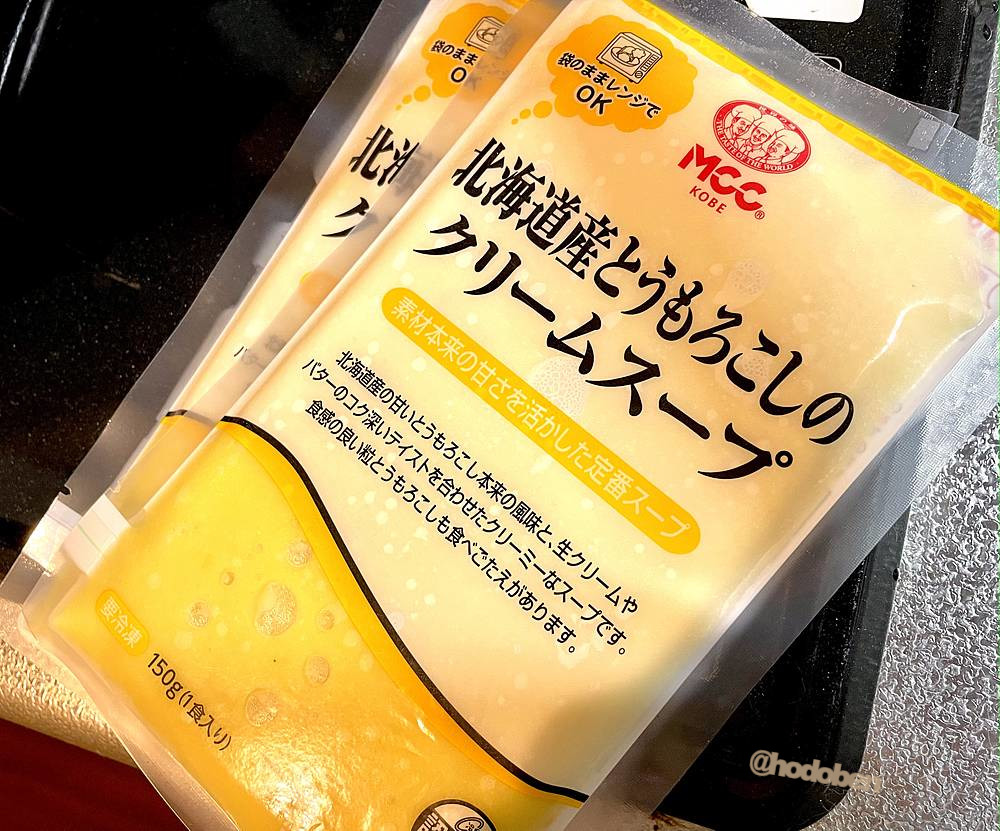 袋のまま
北海
ク
袋のままレンジで
OK
THE TASTE OF THE WORLD
MCC
KOBE
®
北海道産とうもろこしの
クリームスープ
素材本来の甘さを活かした定番スープ
北海道産の甘いとうもろこし本来の風味と、生クリームや
バターのコク深いテイストを合わせたクリーミーなスープです。
食感の良い粒とうもろこしも食べごたえがあります。
要冷凍
150g(1食入り)